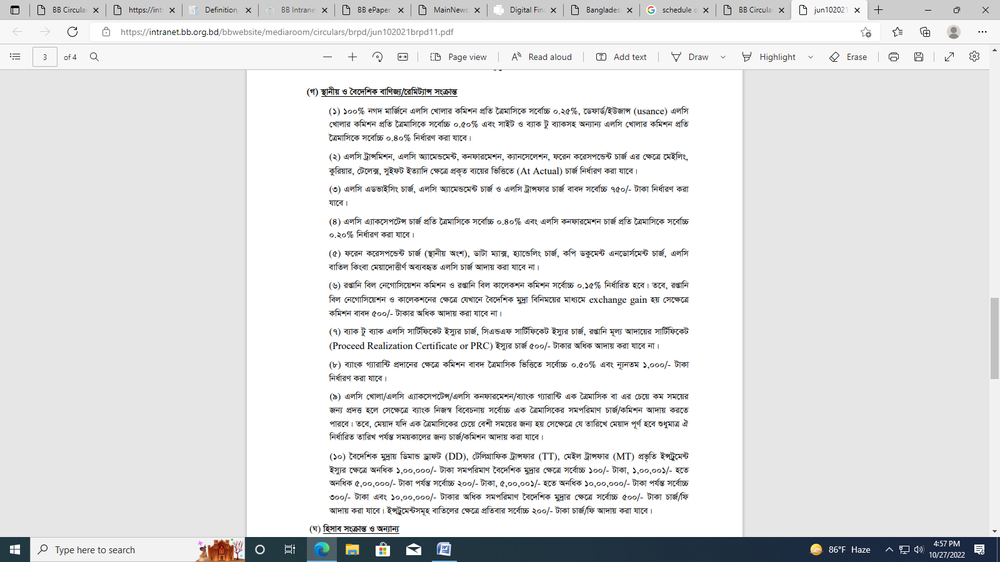 BB Circular
https://int
Definition,
BB Intrane
BB ePaper
MainNews
Digital Fin
Banglades
schedule c
BB Circula
jun102021
https://intranet.bb.org.bd/bbwebsite/mediaroom/circulars/brpd/jun102021brpd11.pdf
3 of 4
Page view
Read aloud
Add text
Draw
Highlight
Erase
(গ) স্থানীয় ও বৈদেশিক বাণিজ্য/রেমিট্যান্স সংক্রান্ত
(১) ১০০% নগদ মার্জিনে এলসি খোলার কমিশন প্রতি ত্রৈমাসিকে সর্বোচ্চ ০.২৫%, ডেফার্ড/ইউজান্স (usance) এলসি
খোলার কমিশন প্রতি ত্রৈমাসিকে সর্বোচ্চ ০.৫০% এবং সাইট ও ব্যাক টু ব্যাকসহ অন্যান্য এলসি খোলার কমিশন প্রতি
ত্রৈমাসিকে সর্বোচ্চ ০.৪০% নির্ধারণ করা যাবে।
(২) এলসি ট্রান্সমিশন, এলসি অ্যামেন্ডমেন্ট, কনফারমেশন, ক্যানসেলেশন, ফরেন করেসপন্ডেন্ট চার্জ এর ক্ষেত্রে মেইলিং,
কুরিয়ার, টেলেক্স, সুইফট ইত্যাদি ক্ষেত্রে প্রকৃত ব্যয়ের ভিত্তিতে (At Actual) চার্জ নির্ধারণ করা যাবে।
(৩) এলসি এডভাইসিং চার্জ, এলসি অ্যামেন্ডমেন্ট চার্জ ও এলসি ট্রান্সফার চার্জ বাবদ সর্বোচ্চ ৭৫০/- টাকা নির্ধারণ করা
যাবে।
(৪) এলসি এ্যাকসেপটেন্স চার্জ প্রতি ত্রৈমাসিকে সর্বোচ্চ ০.৪০% এবং এলসি কনফারমেশন চার্জ প্রতি ত্রৈমাসিকে সর্বোচ্চ
০.২০% নির্ধারণ করা যাবে।
(৫) ফরেন করেসপন্ডেন্ট চার্জ (স্থানীয় অংশ), ডাটা ম্যাক্স, হ্যান্ডেলিং চার্জ, কপি ডকুমেন্ট এনডোর্সমেন্ট চার্জ, এলসি
বাতিল কিংবা মেয়াদোত্তীর্ণ অব্যবহৃত এলসি চার্জ আদায় করা যাবে না।
(৬) রপ্তানি বিল নেগোসিয়েশন কমিশন ও রপ্তানি বিল কালেকশন কমিশন সর্বোচ্চ ০.১৫% নির্ধারিত হবে। তবে, রপ্তানি
বিল নেগোসিয়েশন ও কালেকশনের ক্ষেত্রে যেখানে বৈদেশিক মুদ্রা বিনিময়ের মাধ্যমে exchange gain হয় সেক্ষেত্রে
কমিশন বাবদ ৫০০/- টাকার অধিক আদায় করা যাবে না।
(৭) ব্যাক টু ব্যাক এলসি সার্টিফিকেট ইস্যুর চার্জ, সিএন্ডএফ সার্টিফিকেট ইস্যুর চার্জ, রপ্তানি মূল্য আদায়ের সার্টিফিকেট
(Proceed Realization Certificate or PRC) ইস্যুর চার্জ ৫০০/- টাকার অধিক আদায় করা যাবে না।
(৮) ব্যাংক গ্যারান্টি প্রদানের ক্ষেত্রে কমিশন বাবদ ত্রৈমাসিক ভিত্তিতে সর্বোচ্চ ০.৫০% এবং ন্যূনতম ১,০০০/- টাকা
নির্ধারণ করা যাবে।
(৯) এলসি খোলা/এলসি এ্যাকসেপটেন্স/এলসি কনফারমেশন/ব্যাংক গ্যারান্টি এক ত্রৈমাসিক বা এর চেয়ে কম সময়ের
জন্য প্রদত্ত হলে সেক্ষেত্রে ব্যাংক নিজস্ব বিবেচনায় সর্বোচ্চ এক ত্রৈমাসিকের সমপরিমাণ চার্জ/কমিশন আদায় করতে
পারবে। তবে, মেয়াদ যদি এক ত্রৈমাসিকের চেয়ে বেশী সময়ের জন্য হয় সেক্ষেত্রে যে তারিখে মেয়াদ পূর্ণ হবে শুধুমাত্র ঐ
নির্ধারিত তারিখ পর্যন্ত সময়কালের জন্য চার্জ/কমিশন আদায় করা যাবে।
(১০) বৈদেশিক মুদ্রায় ডিমান্ড ড্রাফট (DD), টেলিগ্রাফিক ট্রান্সফার (TT), মেইল ট্রান্সফার (MT) প্রভৃতি ইন্সট্রুমেন্ট
ইস্যুর ক্ষেত্রে অনধিক ১,০০,০০০/- টাকা সমপরিমাণ বৈদেশিক মুদ্রার ক্ষেত্রে সর্বোচ্চ ১০০/- টাকা, ১,০০,০০১/- হতে
অনধিক ৫,০০,০০০/- টাকা পর্যন্ত সর্বোচ্চ ২০০/- টাকা, ৫,০০,০০১/- হতে অনধিক ১০,০০,০০০/- টাকা পর্যন্ত সর্বোচ্চ
৩০০/- টাকা এবং ১০,০০,০০০/- টাকার অধিক সমপরিমাণ বৈদেশিক মুদ্রার ক্ষেত্রে সর্বোচ্চ ৫০০/- টাকা চার্জ/ফি
আদায় করা যাবে। ইন্সট্রুমেন্টসমূহ বাতিলের ক্ষেত্রে প্রতিবার সর্বোচ্চ ২০০/- টাকা চার্জ/ফি আদায় করা যাবে।
(ঘ) হিসাব সংক্রান্ত ও অন্যান্য
Type here to search
86°F Haze
4:57 PM
10/27/2022